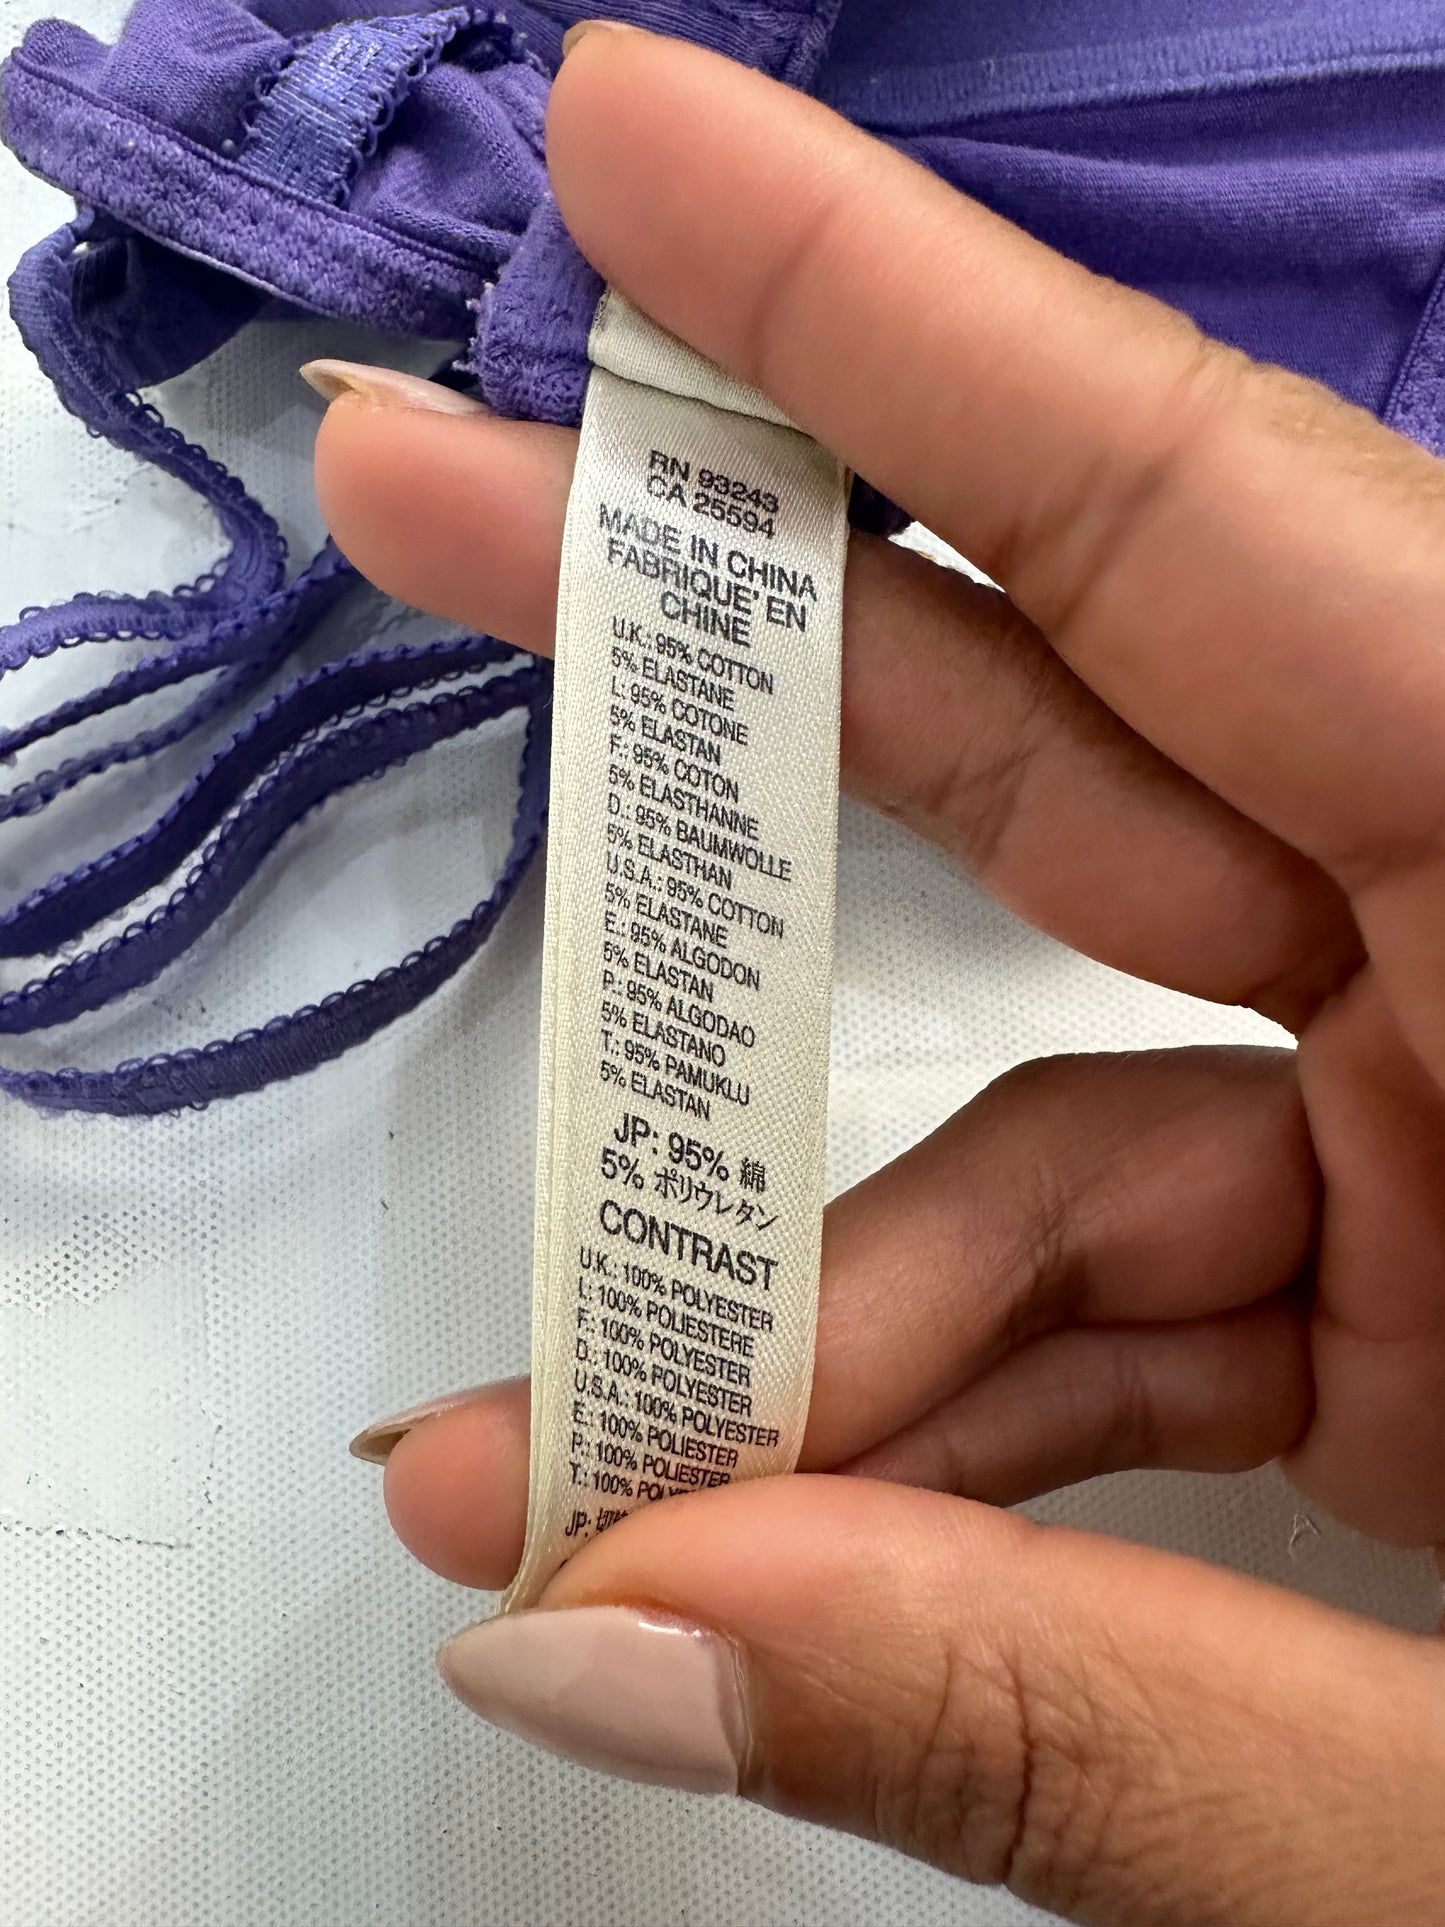 RN 93243
CA 25594
MADE IN CHINA
FABRIQUE' EN
CHINE
U.K.: 95% COTTON
5% ELASTANE
I.: 95% COTONE
5% ELASTAN
F.: 95% COTON
5% ELASTHANNE
D.: 95% BAUMWOLLE
5% ELASTHAN
U.S.A.: 95% COTTON
5% ELASTANE
E.: 95% ALGODON
5% ELASTAN
P.: 95% ALGODAO
5% ELASTANO
T.: 95% PAMUKLU
5% ELASTAN
JP: 95% 綿
5% ポリウレタン
CONTRAST
U.K.: 100% POLYESTER
I.: 100% POLIESTERE
F.: 100% POLYESTER
D.: 100% POLYESTER
U.S.A.: 100% POLYESTER
E.: 100% POLIESTER
P.: 100% POLIESTER
T.: 100%
JP: